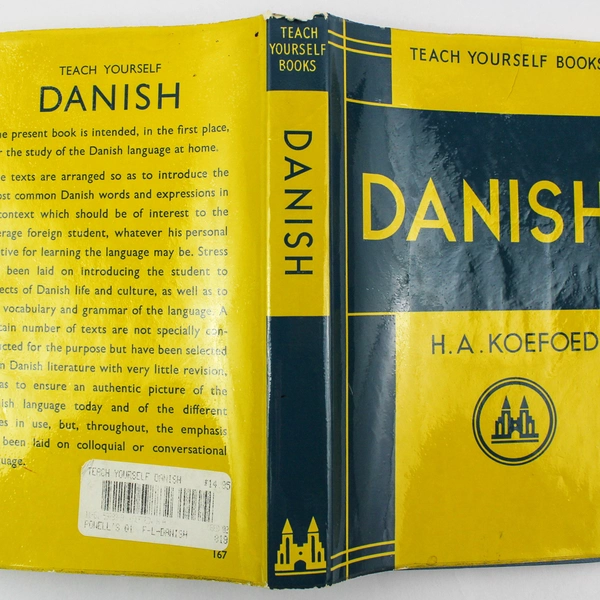 TEACH YOURSELF
DANISH
he present book is intended, in the first place,
r the study of the Danish language at home.
e texts are arranged so as to introduce the
ost common Danish words and expressions in
context which should be of interest to the
erage foreign student, whatever his personal
tive for learning the language may be. Stress
been laid on introducing the student to
ects of Danish life and culture, as well as to
vocabulary and grammar of the language. A
tain number of texts are not specially con-
ucted for the purpose but have been selected
m Danish literature with very little revision,
as to ensure an authentic picture of the
ish language today and of the different
es in use, but, throughout, the emphasis
been laid on colloquial or conversational
uage.
TEACH YOURSELF DANISH $14.95
POWELL'S F-L-DANISH
167
TEACH
YOURSELF
BOOKS
DANISH
TEACH YOURSELF BOOKS
DANISH
H.A.KOEFOED